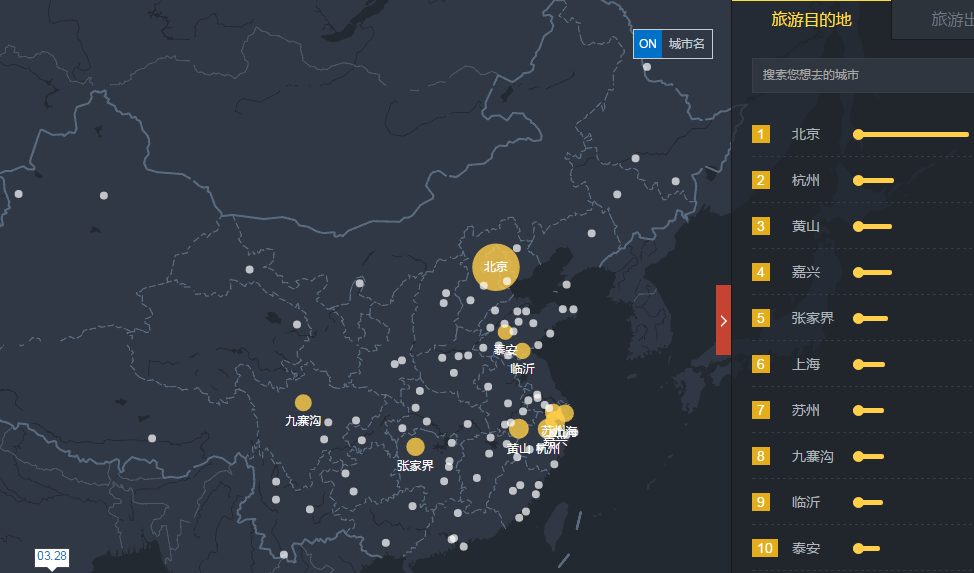 旅游目的地 旅游出
ON 城市名
搜索您想去的城市
1 北京
2 杭州
3 黄山
4 嘉兴
5 张家界
6 上海
7 苏州
8 九寨沟
9 临沂
10 泰安
北京
泰安
临沂
九寨沟
苏州
上海
嘉兴
黄山
杭州
张家界
03.28